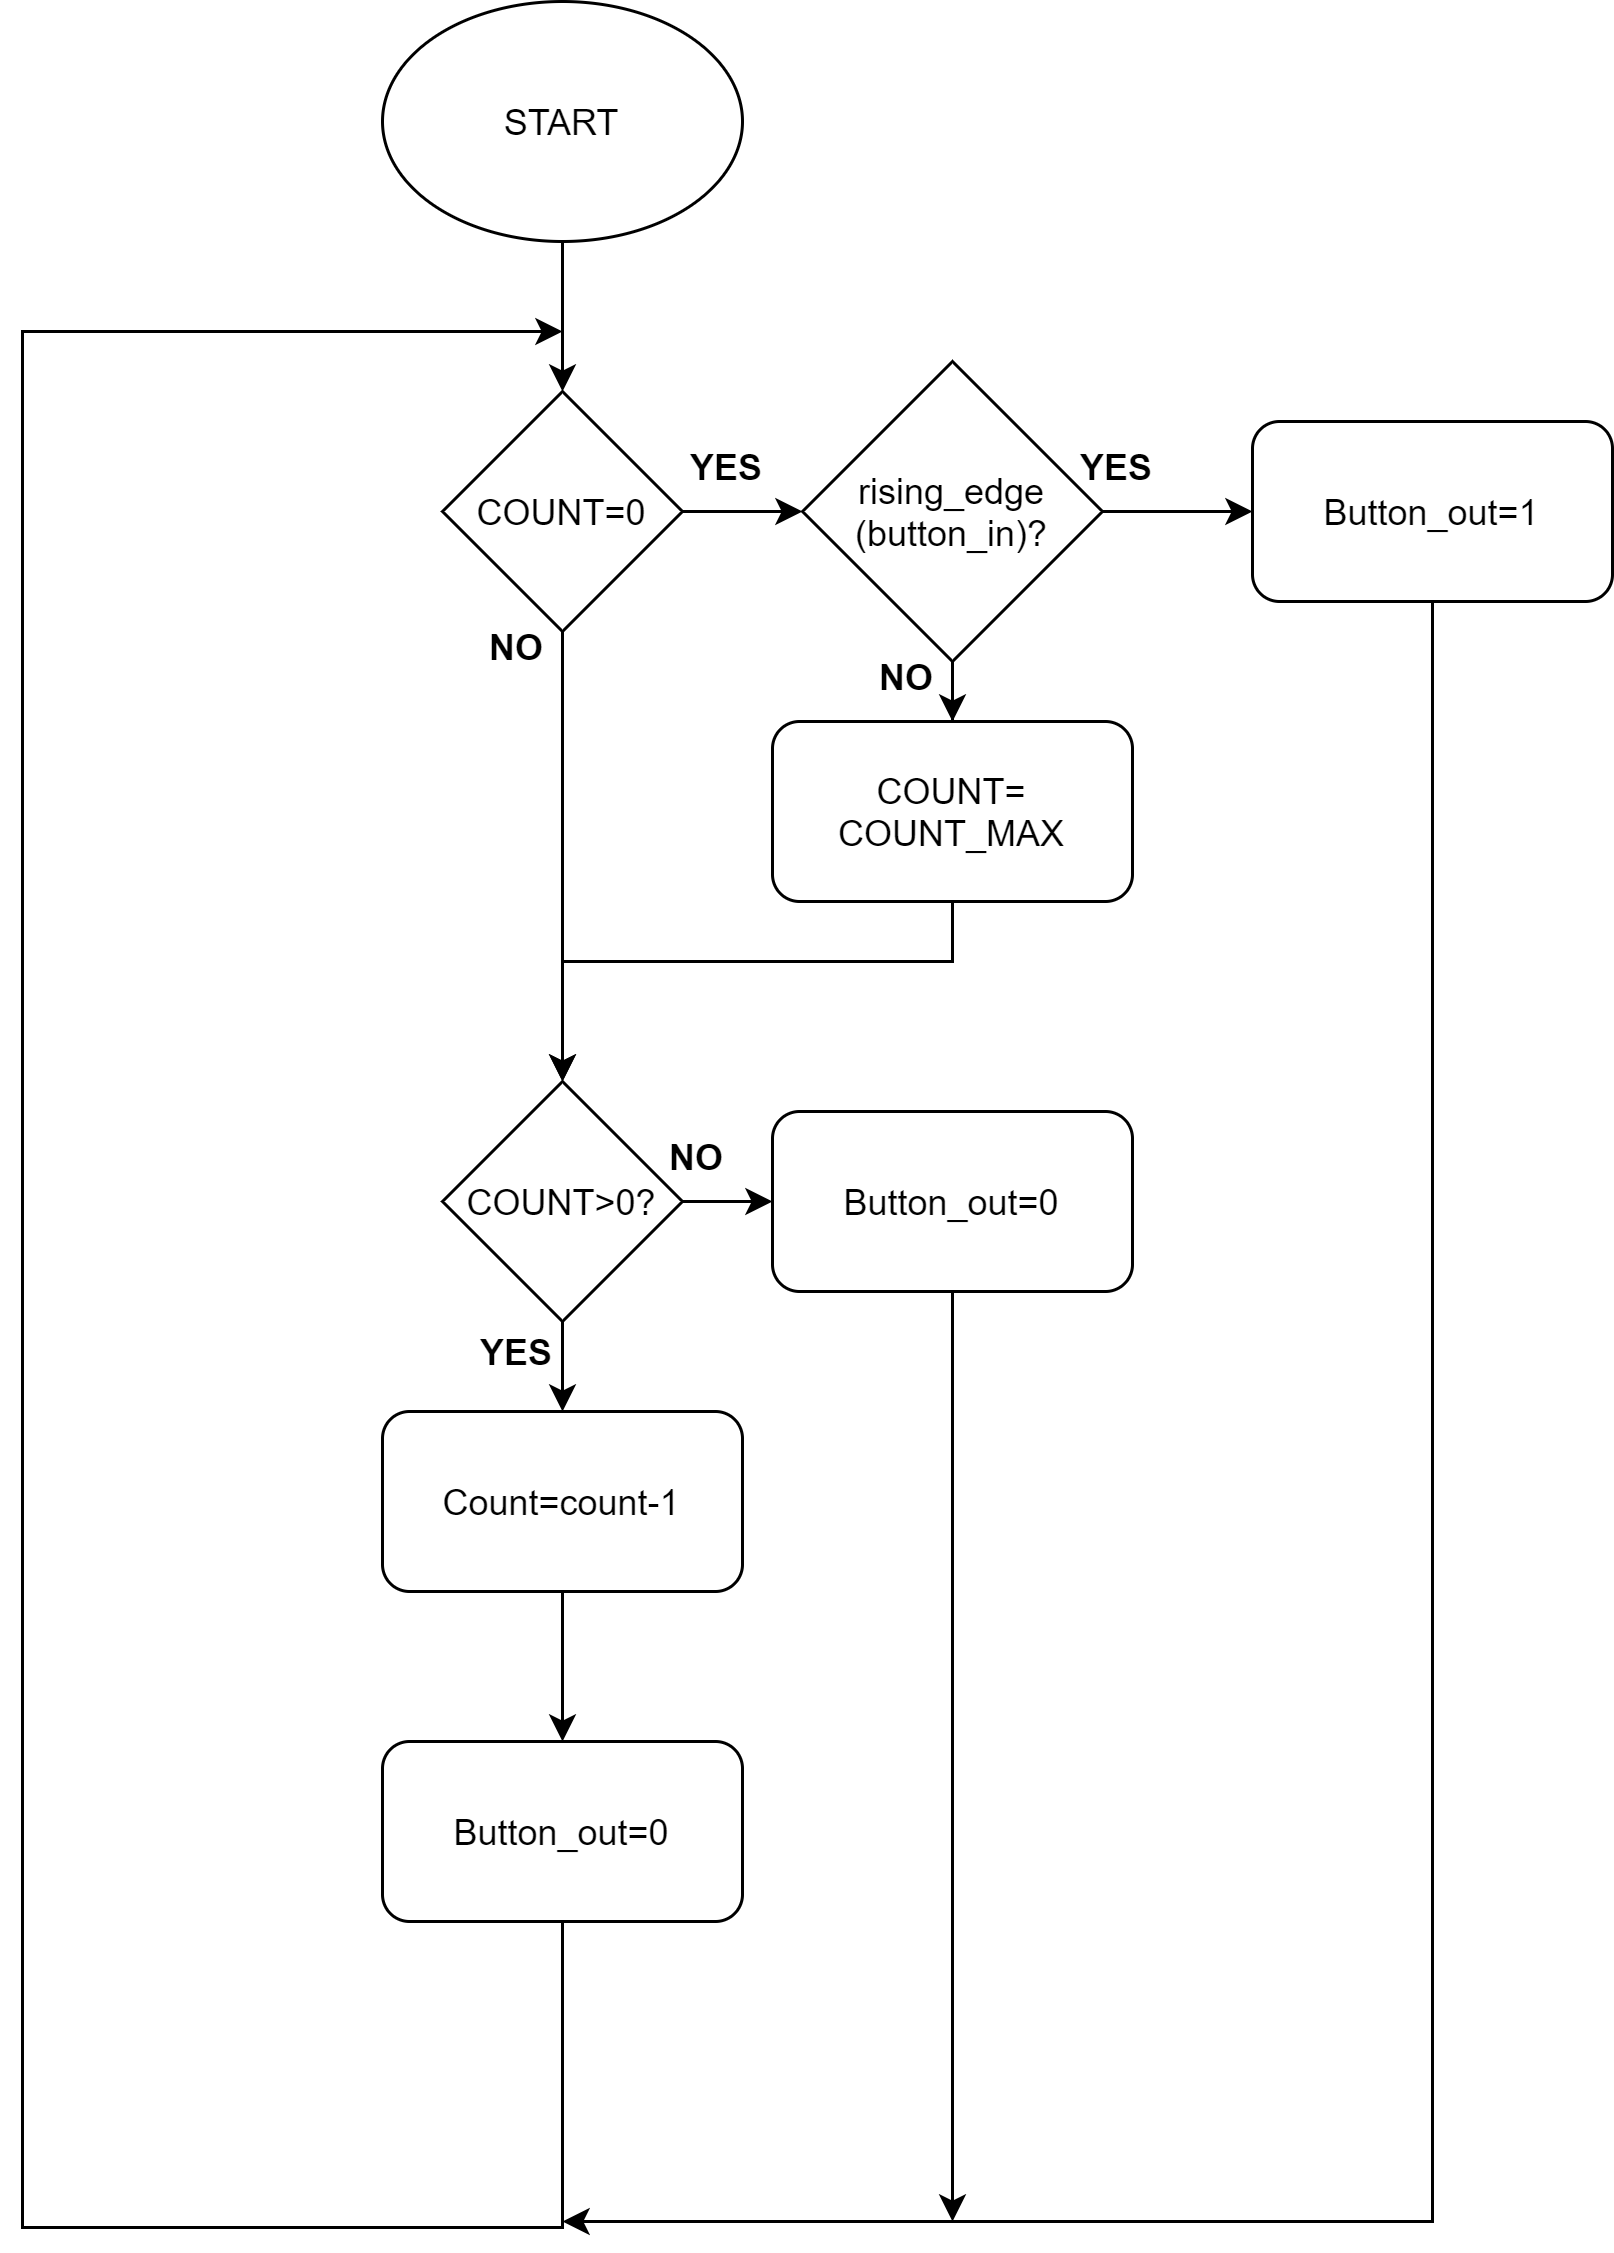 START
COUNT=0
YES
rising_edge
(button_in)?
YES
Button_out=1
NO
NO
COUNT=
COUNT_MAX
COUNT>0?
NO
Button_out=0
YES
Count=count-1
Button_out=0